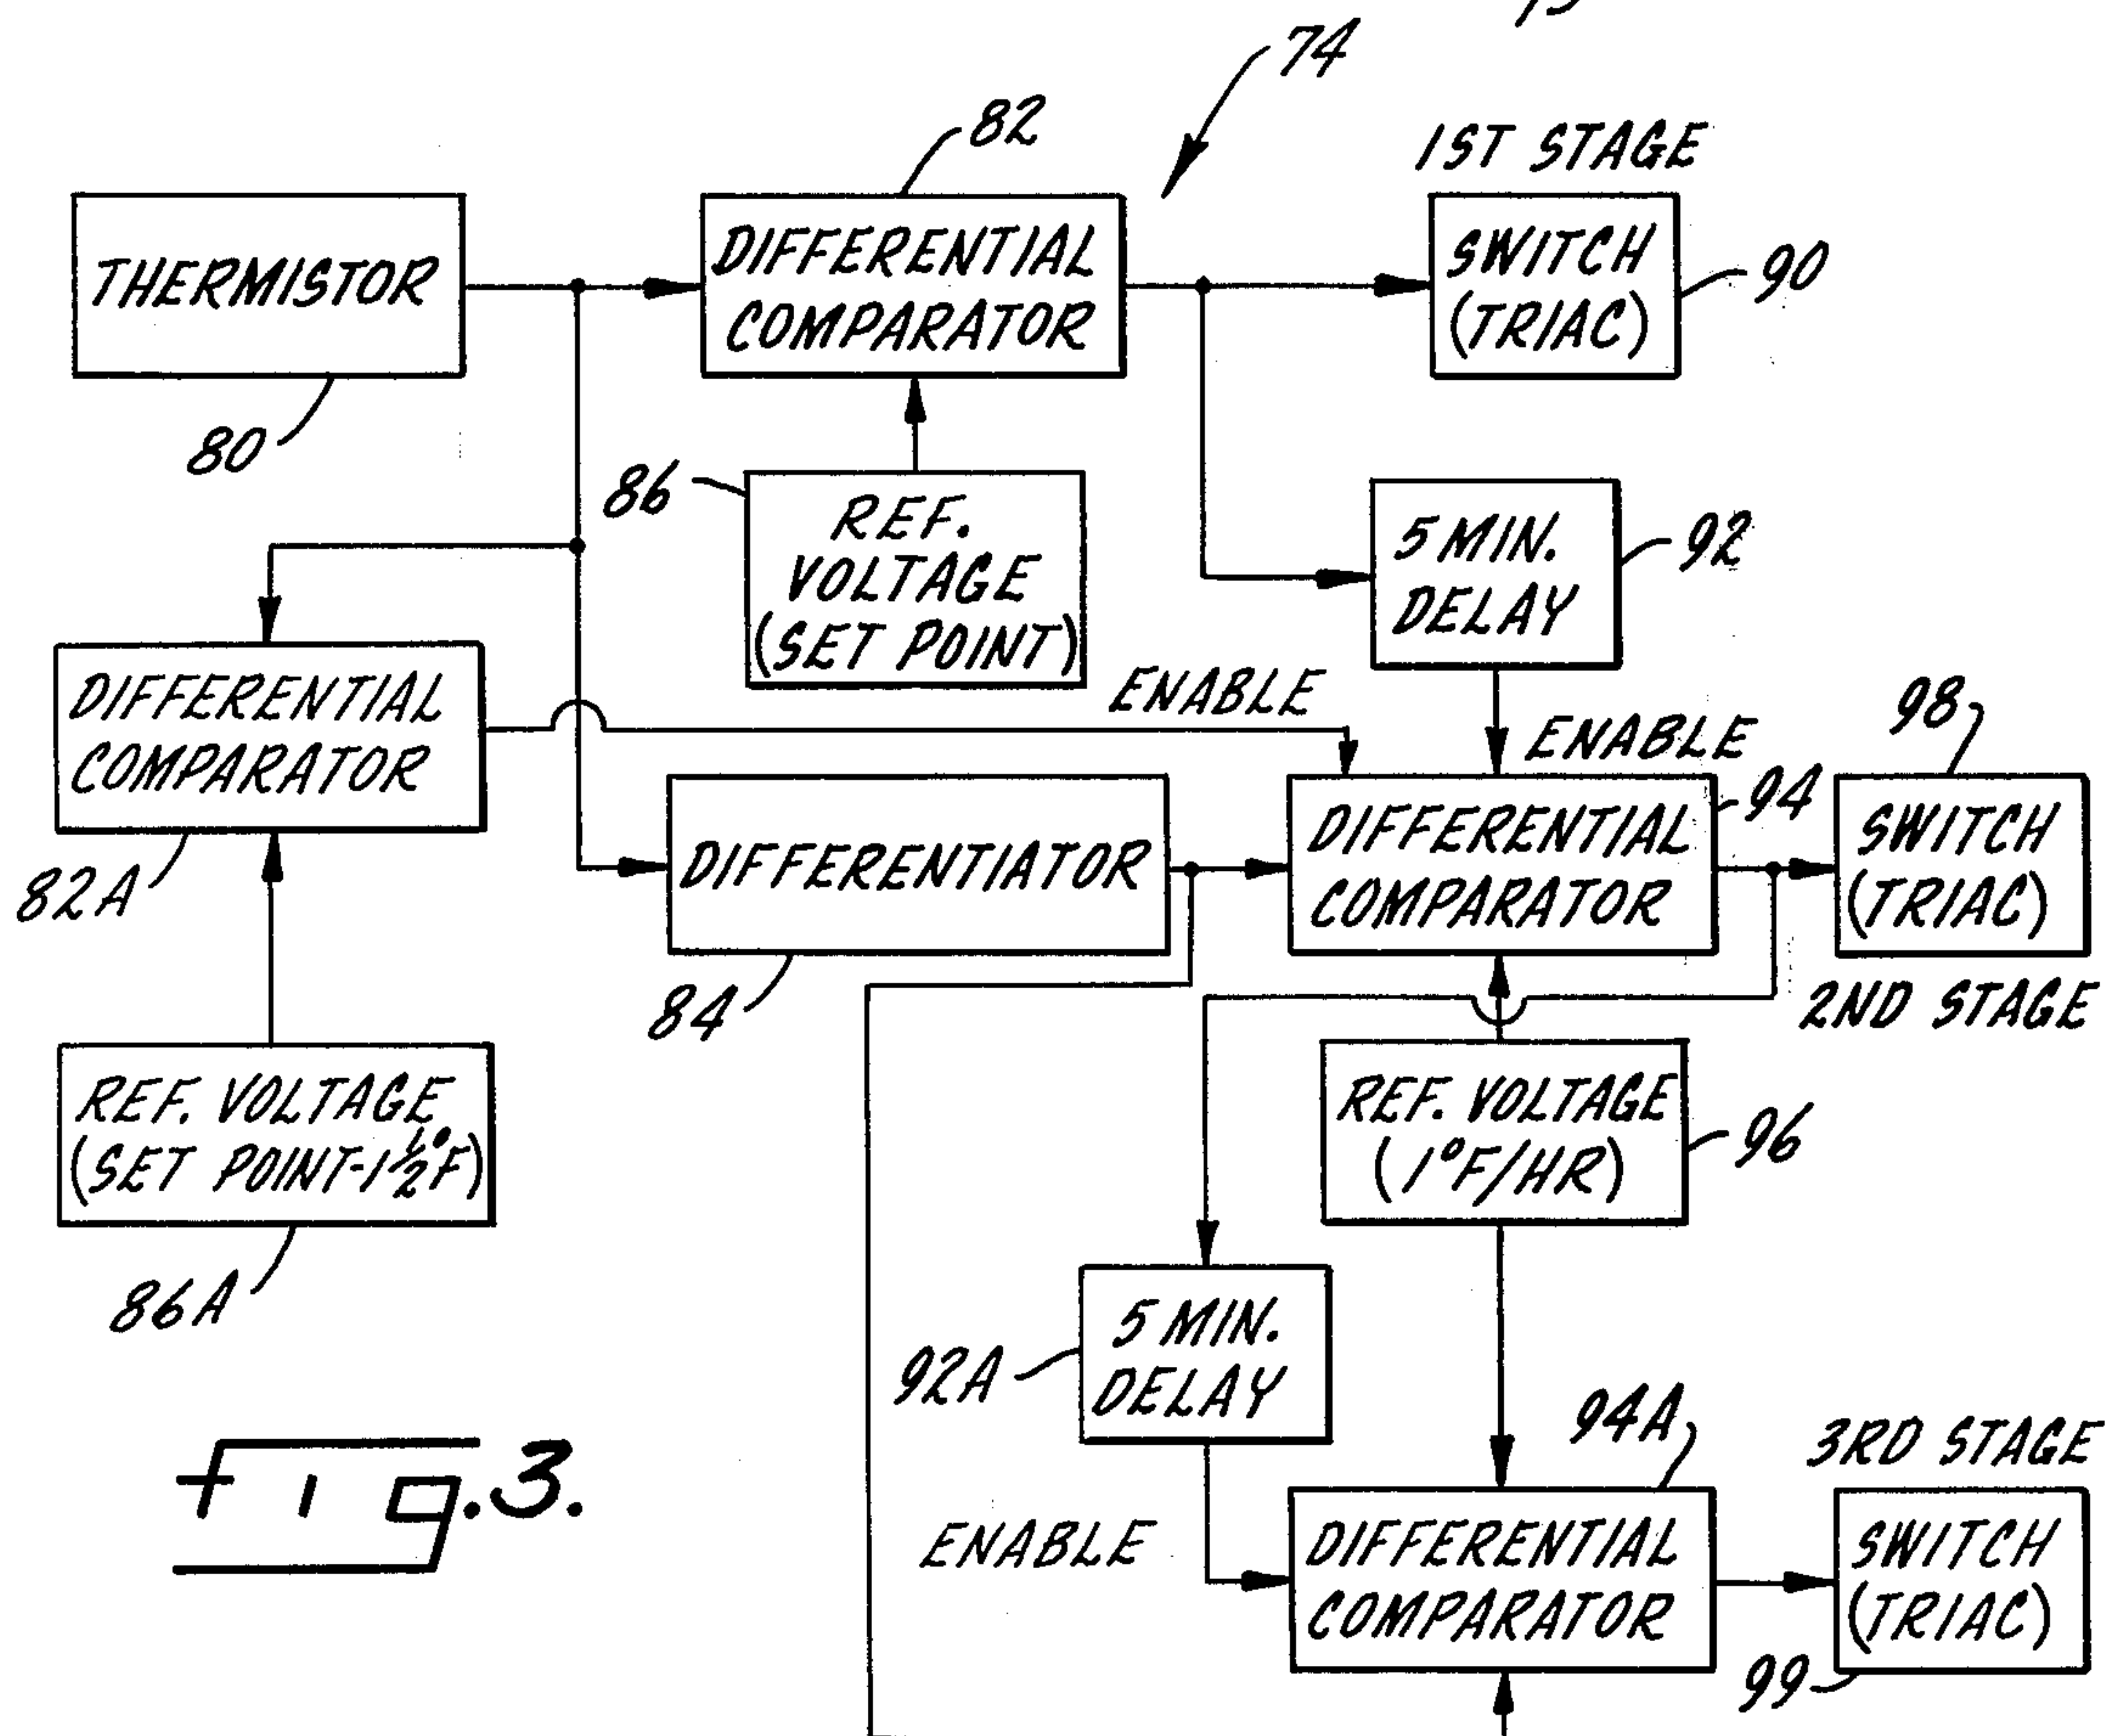 74
82
1ST STAGE
THERMISTOR
DIFFERENTIAL
COMPARATOR
SWITCH
(TRIAC)
90
80
86
REF.
VOLTAGE
(SET POINT)
5 MIN.
DELAY
92
DIFFERENTIAL
COMPARATOR
82A
ENABLE
ENABLE
98
DIFFERENTIATOR
84
DIFFERENTIAL
COMPARATOR
94
SWITCH
(TRIAC)
2ND STAGE
REF. VOLTAGE
(SET POINT-1½°F)
86A
REF. VOLTAGE
(1°F/HR)
96
5 MIN.
DELAY
92A
94A
3RD STAGE
ENABLE
DIFFERENTIAL
COMPARATOR
SWITCH
(TRIAC)
99
fig.3.